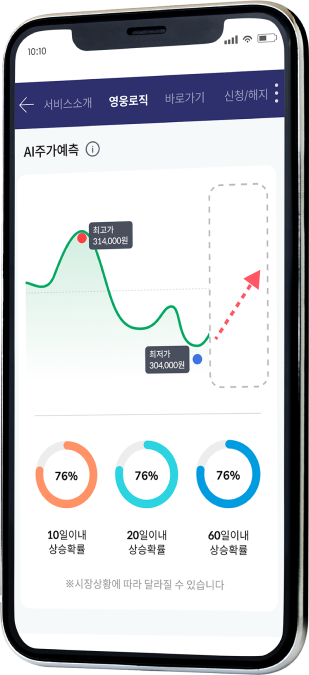 10:10
서비스소개 영웅로직 바로가기 신청/해지
AI주가예측
최고가
314,000원
최저가
304,000원
76% 76% 76%
10일이내 20일이내 60일이내
상승확률 상승확률 상승확률
※시장상황에 따라 달라질 수 있습니다